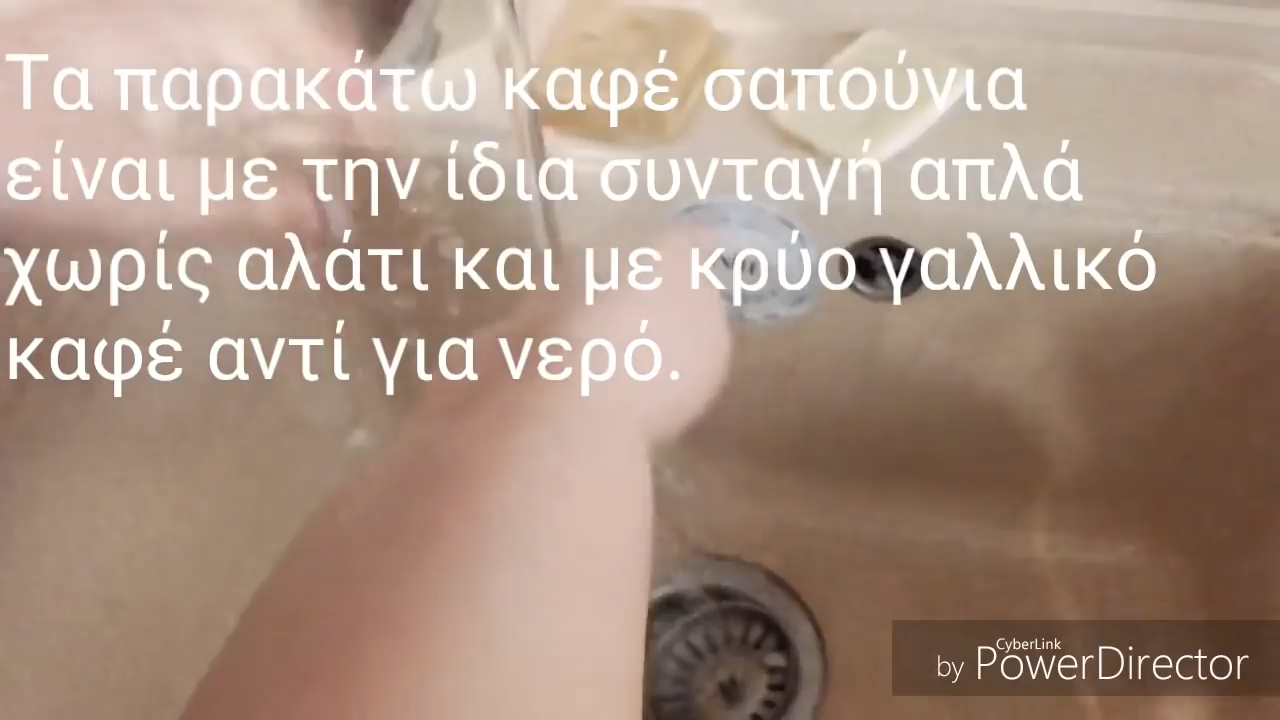 Τα παρακάτω καφέ σαπούνια
είναι με την ίδια συνταγή απλά
χωρίς αλάτι και με κρύο γαλλικό
καφέ αντί για νερό.
CyberLink
by PowerDirector